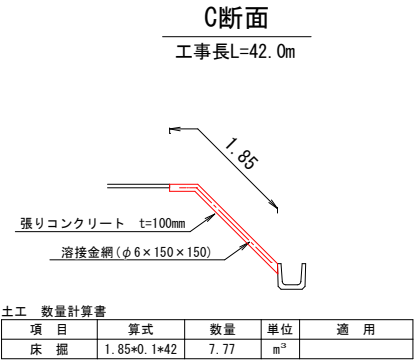 C断面
工事長L=42.0m
1.85
張りコンクリート t=100mm
溶接金網(φ6×150×150)
土工 数量計算書
項 目 算式 数量 単位 適 用
床 掘 1.85*0.1*42 7.77 m³